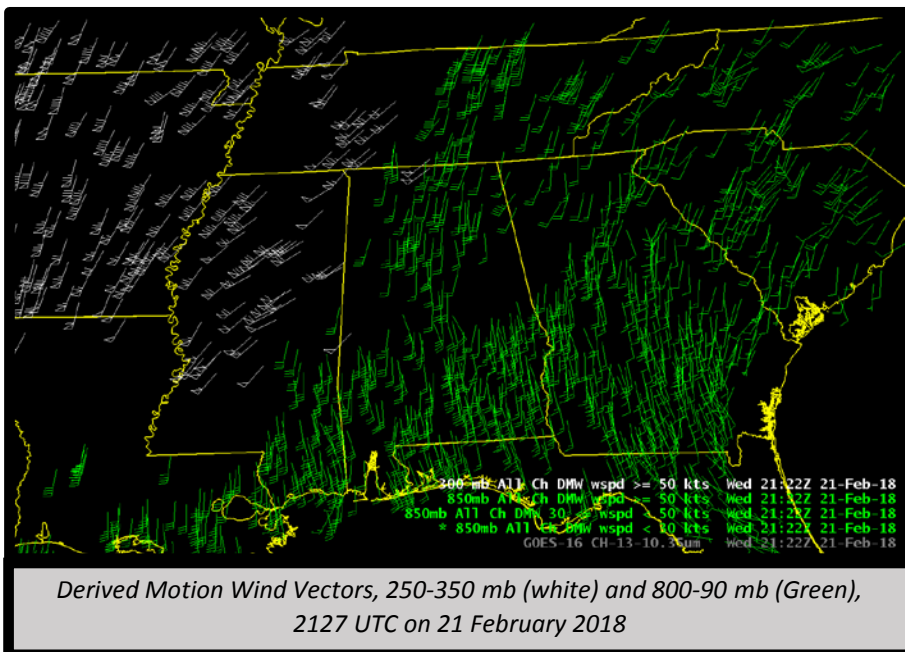 300 mb All Ch DMW wspd >= 50 kts Wed 21:22Z 21-Feb-18
850mb All Ch DMW wspd >= 50 kts Wed 21:22Z 21-Feb-18
850mb All Ch DMW 30 < wspd 50 kts Wed 21:22Z 21-Feb-18
* 850mb All Ch DMW wspd < 30 kts Wed 21:22Z 21-Feb-18
GOES-16 CH-13-10.35um Wed 21:22Z 21-Feb-18
Derived Motion Wind Vectors, 250-350 mb (white) and 800-90 mb (Green),
2127 UTC on 21 February 2018